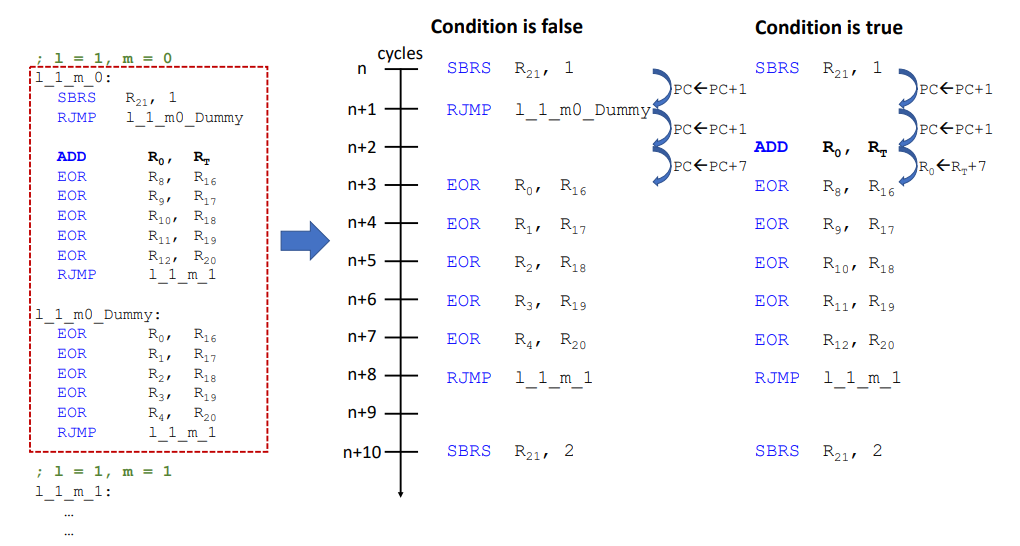 Condition is false
Condition is true
; l = 1, m = 0
l_1_m_0:
SBRS R21, 1
RJMP l_1_m0_Dummy
ADD R0, RT
EOR R8, R16
EOR R9, R17
EOR R10, R18
EOR R11, R19
EOR R12, R20
RJMP l_1_m_1
l_1_m0_Dummy:
EOR R0, R16
EOR R1, R17
EOR R2, R18
EOR R3, R19
EOR R4, R20
RJMP l_1_m_1
; l = 1, m = 1
l_1_m_1:
…
…
cycles
n
n+1
n+2
n+3
n+4
n+5
n+6
n+7
n+8
n+9
n+10
SBRS R21, 1
PC←PC+1
RJMP l_1_m0_Dummy
PC←PC+1
PC←PC+7
EOR R0, R16
EOR R1, R17
EOR R2, R18
EOR R3, R19
EOR R4, R20
RJMP l_1_m_1
SBRS R21, 2
SBRS R21, 1
PC←PC+1
PC←PC+1
ADD R0, RT
R0←RT+7
EOR R8, R16
EOR R9, R17
EOR R10, R18
EOR R11, R19
EOR R12, R20
RJMP l_1_m_1
SBRS R21, 2